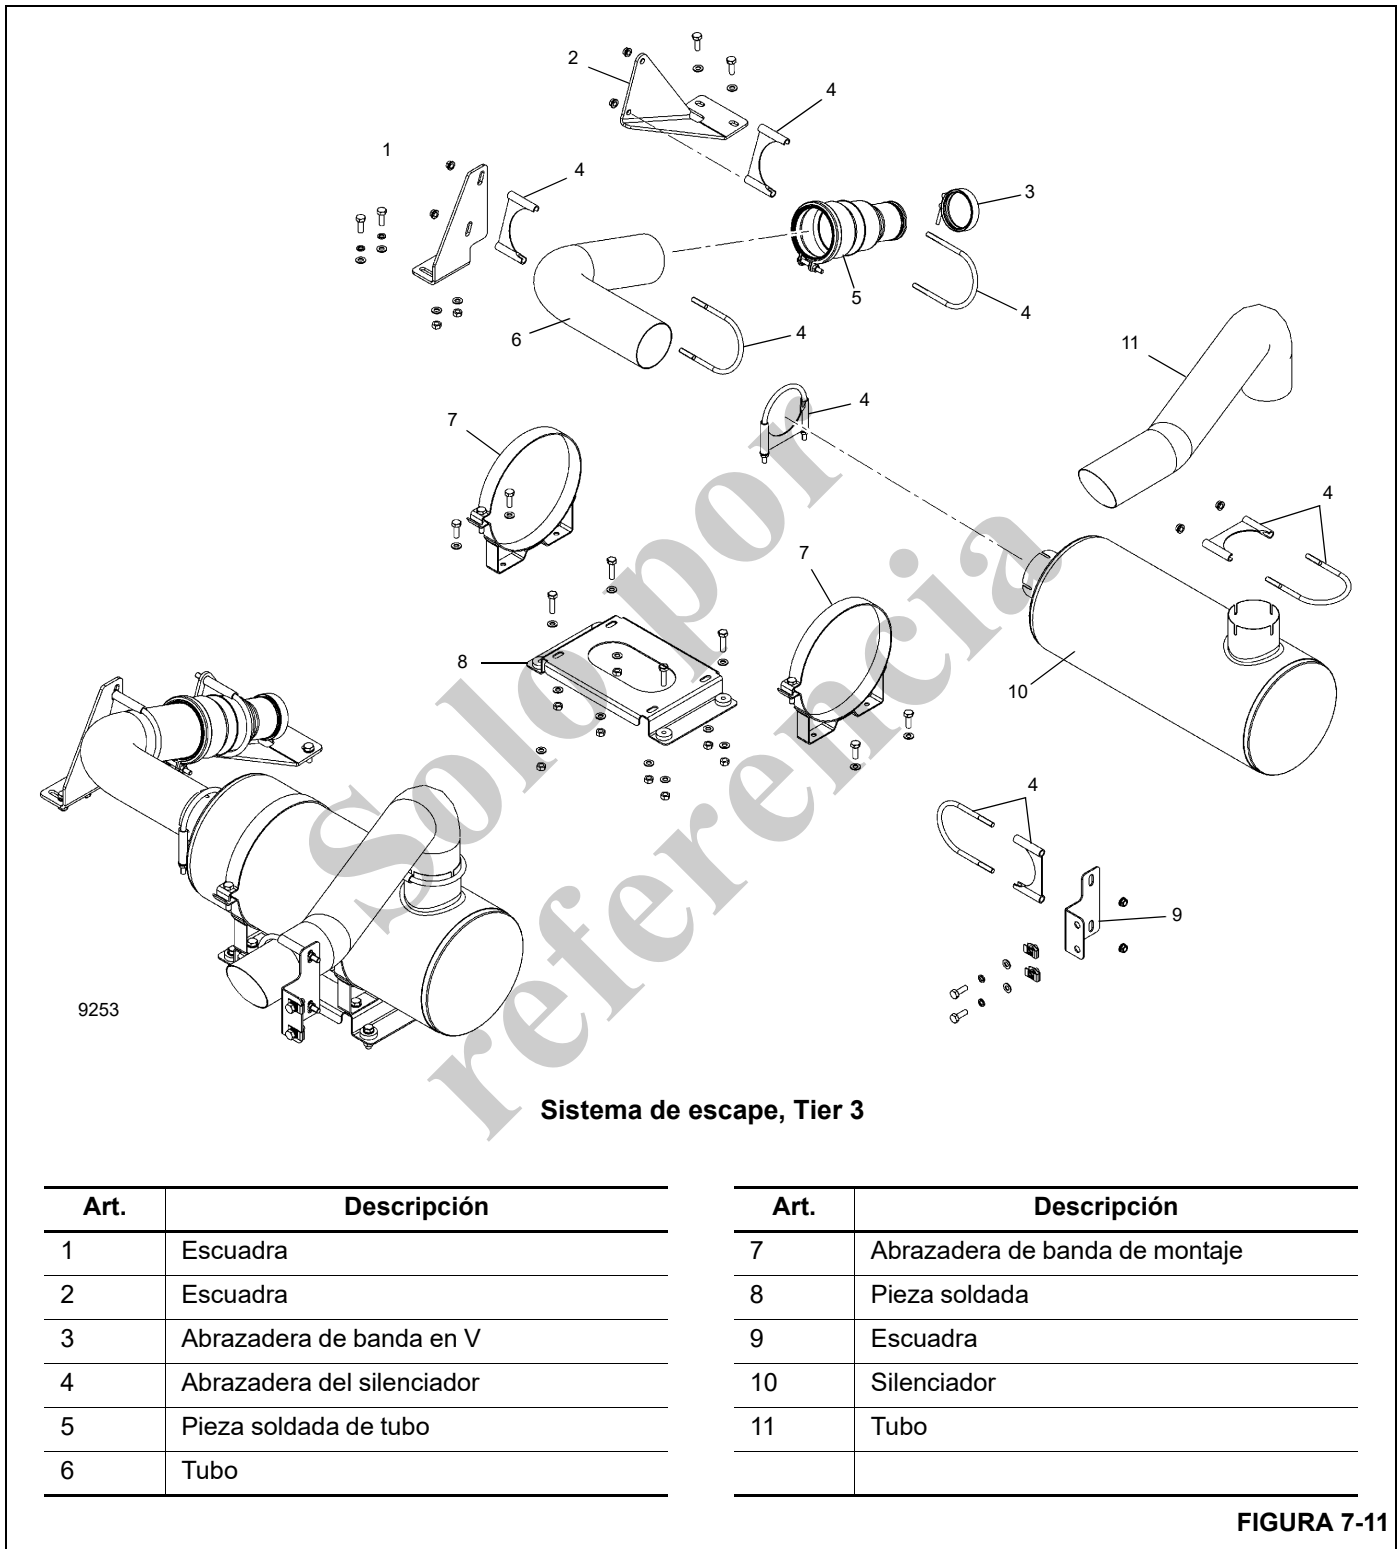 2
4
1
4
3
5
4
6
4
11
4
7
4
7
8
10
4
9
9253
Solo por
referencia
Sistema de escape, Tier 3
Art. Descripción
1 Escuadra
2 Escuadra
3 Abrazadera de banda en V
4 Abrazadera del silenciador
5 Pieza soldada de tubo
6 Tubo
Art. Descripción
7 Abrazadera de banda de montaje
8 Pieza soldada
9 Escuadra
10 Silenciador
11 Tubo
FIGURA 7-11